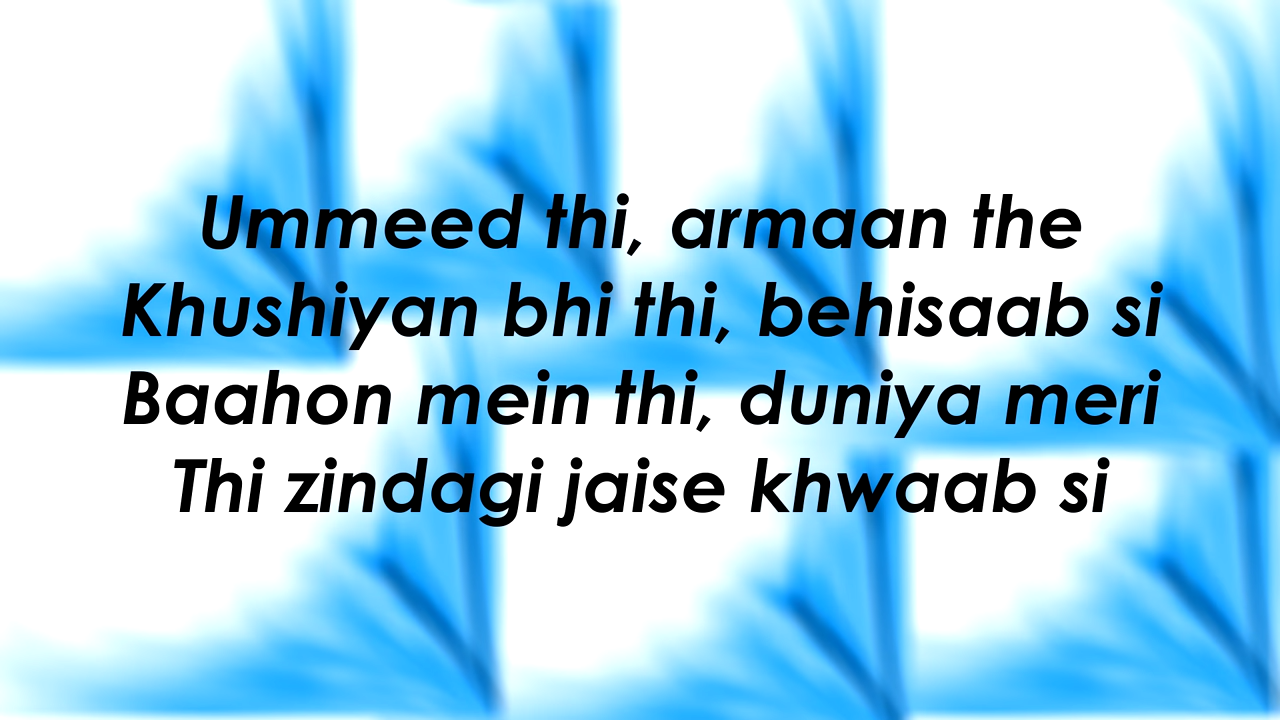 Ummeed thi, armaan the
Khushiyan bhi thi, behisaab si
Baahon mein thi, duniya meri
Thi zindagi jaise khwaab si